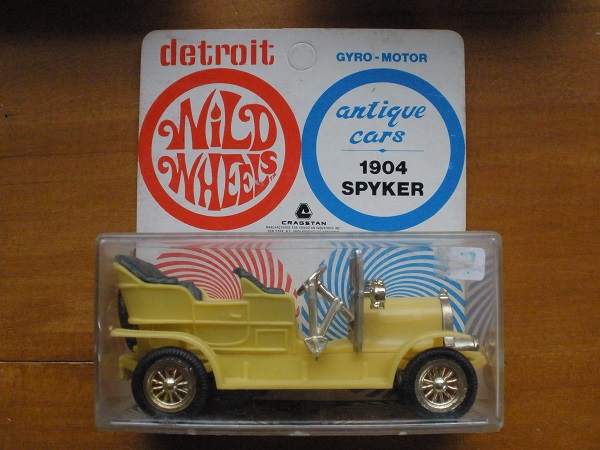 detroit
GYRO-MOTOR
WILD
WHEELS
antique
cars
1904
SPYKER
CRAGSTAN